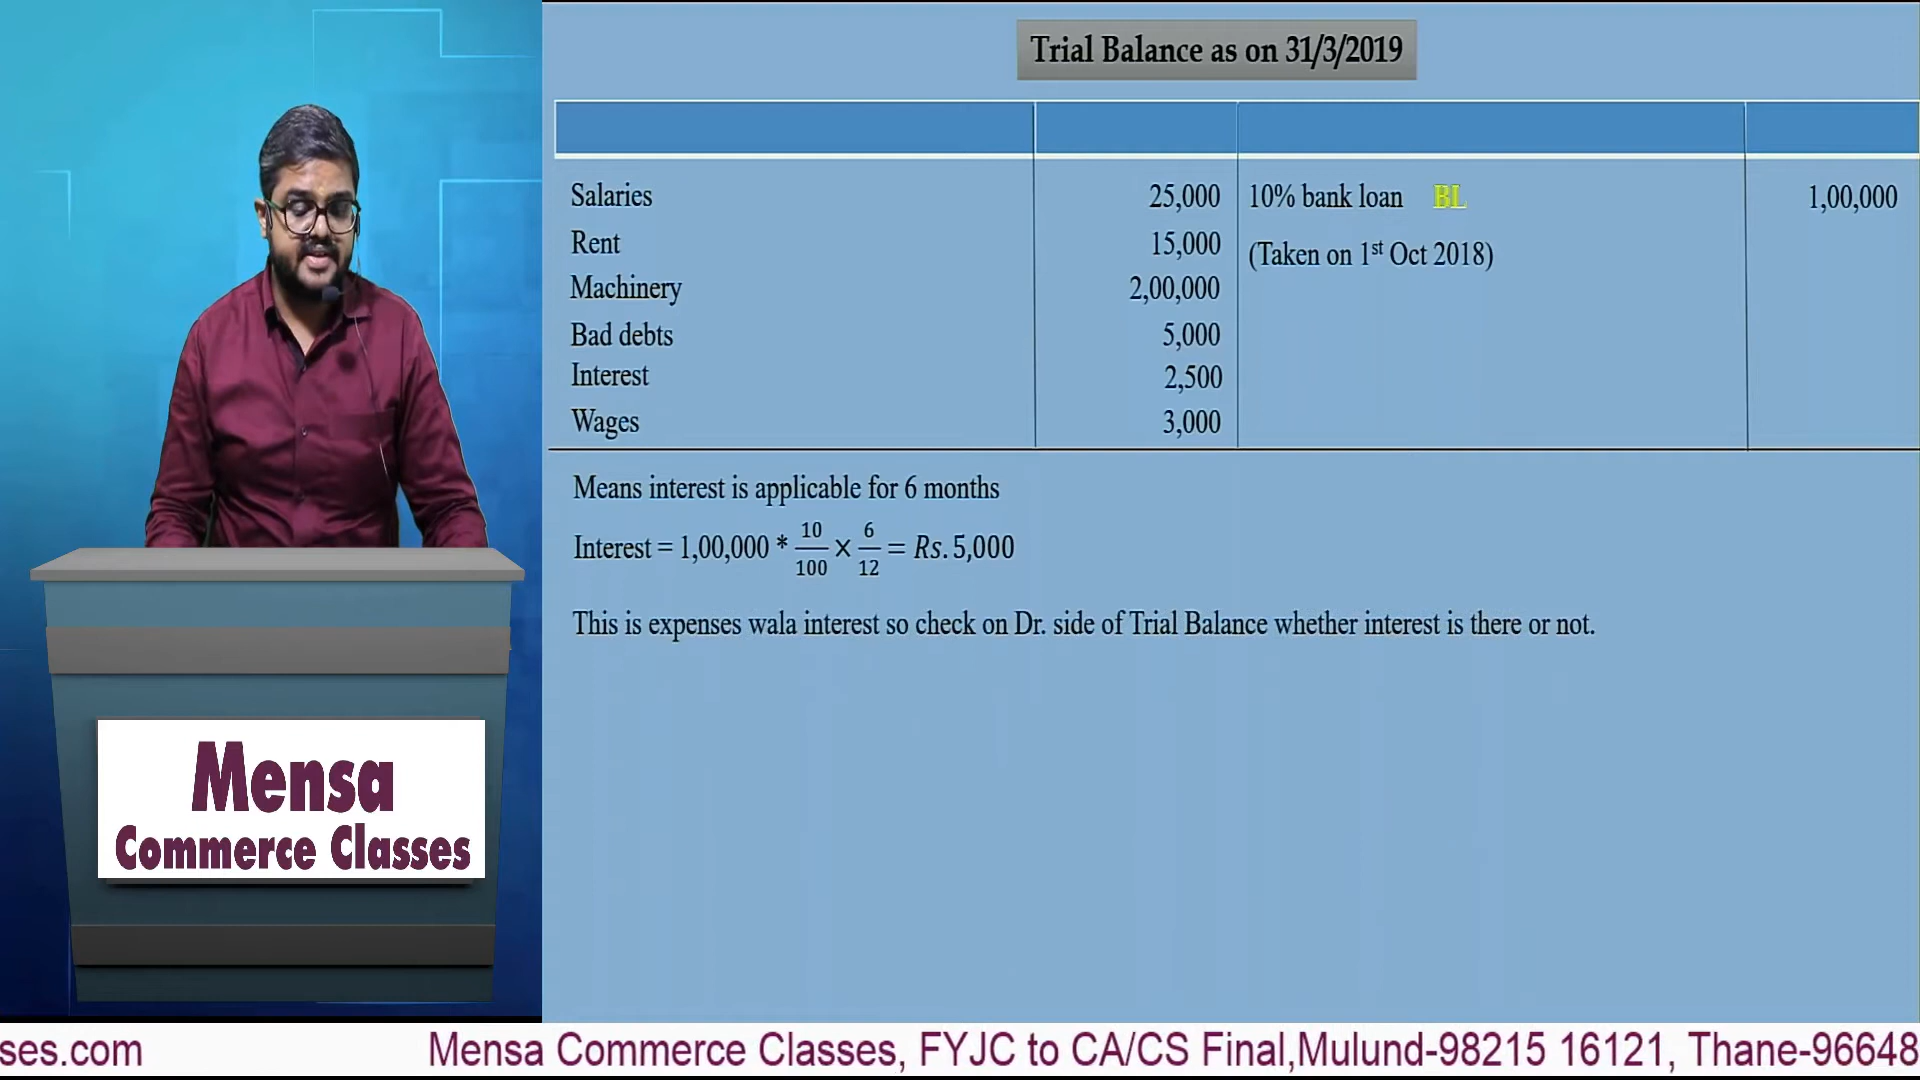 Trial Balance as on 31/3/2019
Salaries 25,000 10% bank loan BL 1,00,000
Rent 15,000 (Taken on 1st Oct 2018)
Machinery 2,00,000
Bad debts 5,000
Interest 2,500
Wages 3,000
Means interest is applicable for 6 months
Interest = 1,00,000 * 10/100 × 6/12 = Rs. 5,000
This is expenses wala interest so check on Dr. side of Trial Balance whether interest is there or not.
Mensa
Commerce Classes
ses.com Mensa Commerce Classes, FYJC to CA/CS Final,Mulund-98215 16121, Thane-96648